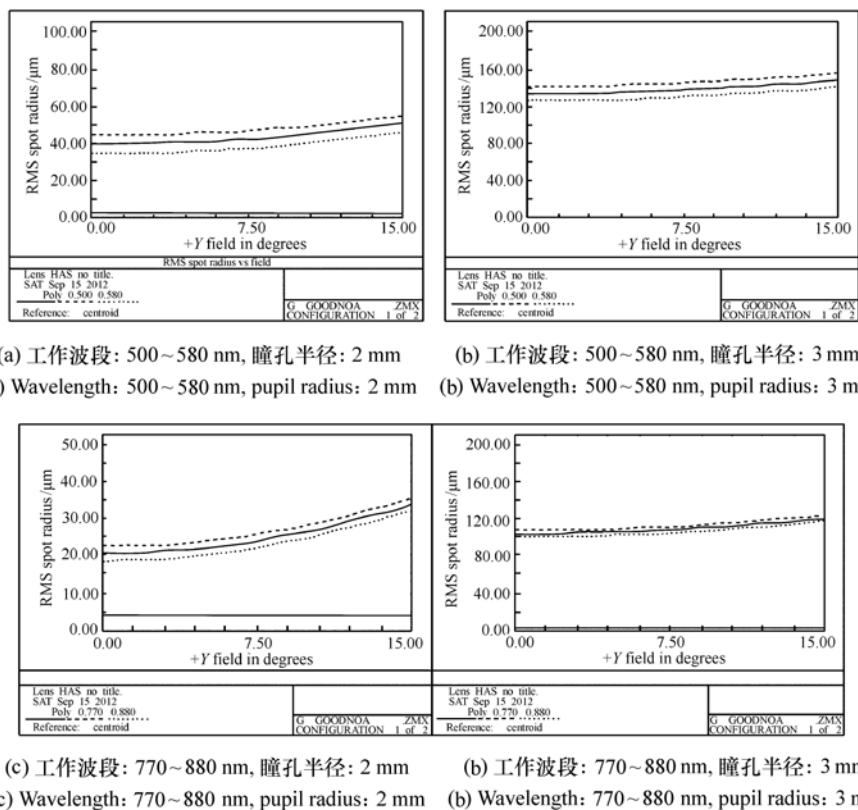 100.00
80.00
60.00
40.00
20.00
0.00
RMS spot radius/μm
0.00 7.50 15.00
+Y field in degrees
RMS spot radius vs field
Lens HAS no title.
SAT Sep 15 2012
Poly 0.500 0.580
Reference: centroid
G GOODNOA .ZMX
CONFIGURATION 1 of 2
200.00
160.00
120.00
80.00
40.00
0.00
RMS spot radius/μm
0.00 7.50 15.00
+Y field in degrees
Lens HAS no title.
SAT Sep 15 2012
Poly 0.500 0.580
Reference: centroid
G GOODNOA .ZMX
CONFIGURATION 1 of 2
(a) 工作波段: 500~580 nm, 瞳孔半径: 2 mm
) Wavelength: 500~580 nm, pupil radius: 2 mm
(b) 工作波段: 500~580 nm, 瞳孔半径: 3 mm
(b) Wavelength: 500~580 nm, pupil radius: 3 m
50.00
40.00
30.00
20.00
10.00
0.00
RMS spot radius/μm
0.00 7.50 15.00
+Y field in degrees
Lens HAS no title.
SAT Sep 15 2012
Poly 0.770 0.880
Reference: centroid
G GOODNOA .ZMX
CONFIGURATION 1 of 2
200.00
160.00
120.00
80.00
40.00
0.00
RMS spot radius/μm
0.00 7.50 15.00
+Y field in degrees
Lens HAS no title.
SAT Sep 15 2012
Poly 0.770 0.880
Reference: centroid
G GOODNOA .ZMX
CONFIGURATION 1 of 2
(c) 工作波段: 770~880 nm, 瞳孔半径: 2 mm
c) Wavelength: 770~880 nm, pupil radius: 2 mm
(b) 工作波段: 770~880 nm, 瞳孔半径: 3 mm
(b) Wavelength: 770~880 nm, pupil radius: 3 m